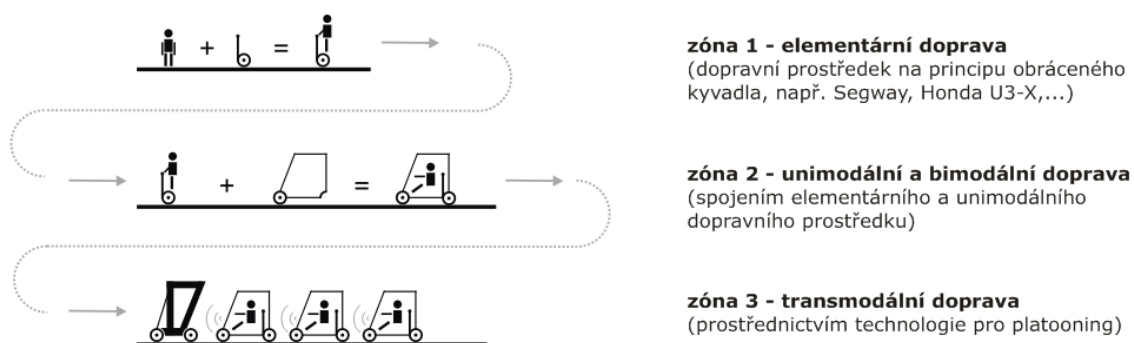 + =
zóna 1 - elementární doprava
(dopravní prostředek na principu obráceného
kyvadla, např. Segway, Honda U3-X,...)
+ =
zóna 2 - unimodální a bimodální doprava
(spojením elementárního a unimodálního
dopravního prostředku)
zóna 3 - transmodální doprava
(prostřednictvím technologie pro platooning)